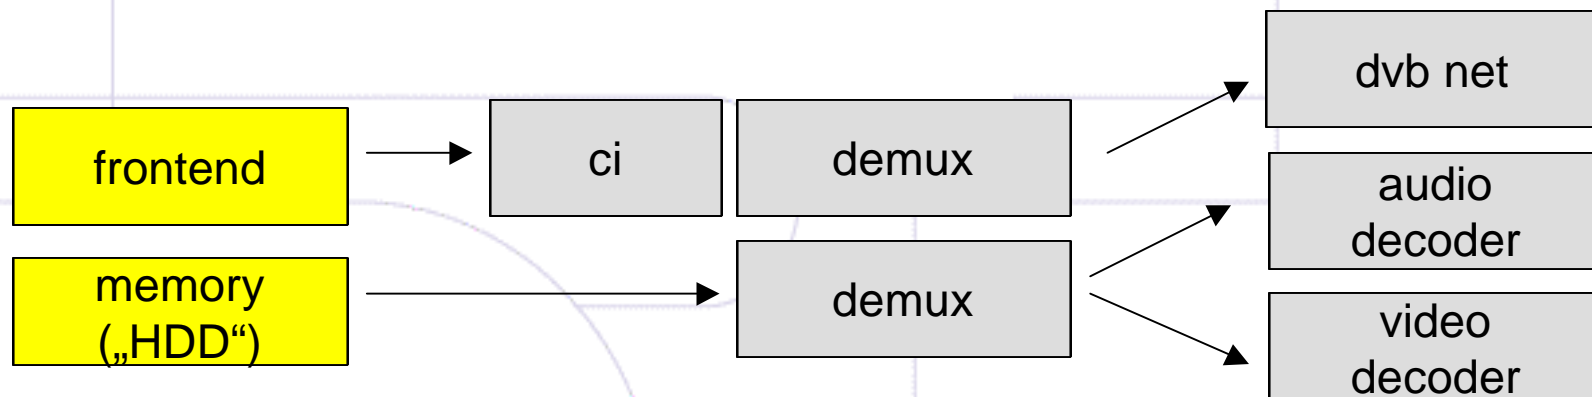 frontend
ci
demux
dvb net
memory
(„HDD“)
demux
audio
decoder
video
decoder